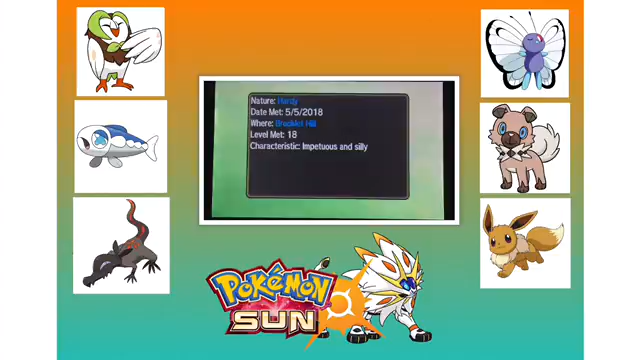 Nature: Hardy
Date Met: 5/5/2018
Where: Brooklet Hill
Level Met: 18
Characteristic: Impetuous and silly
POKéMON
SUN